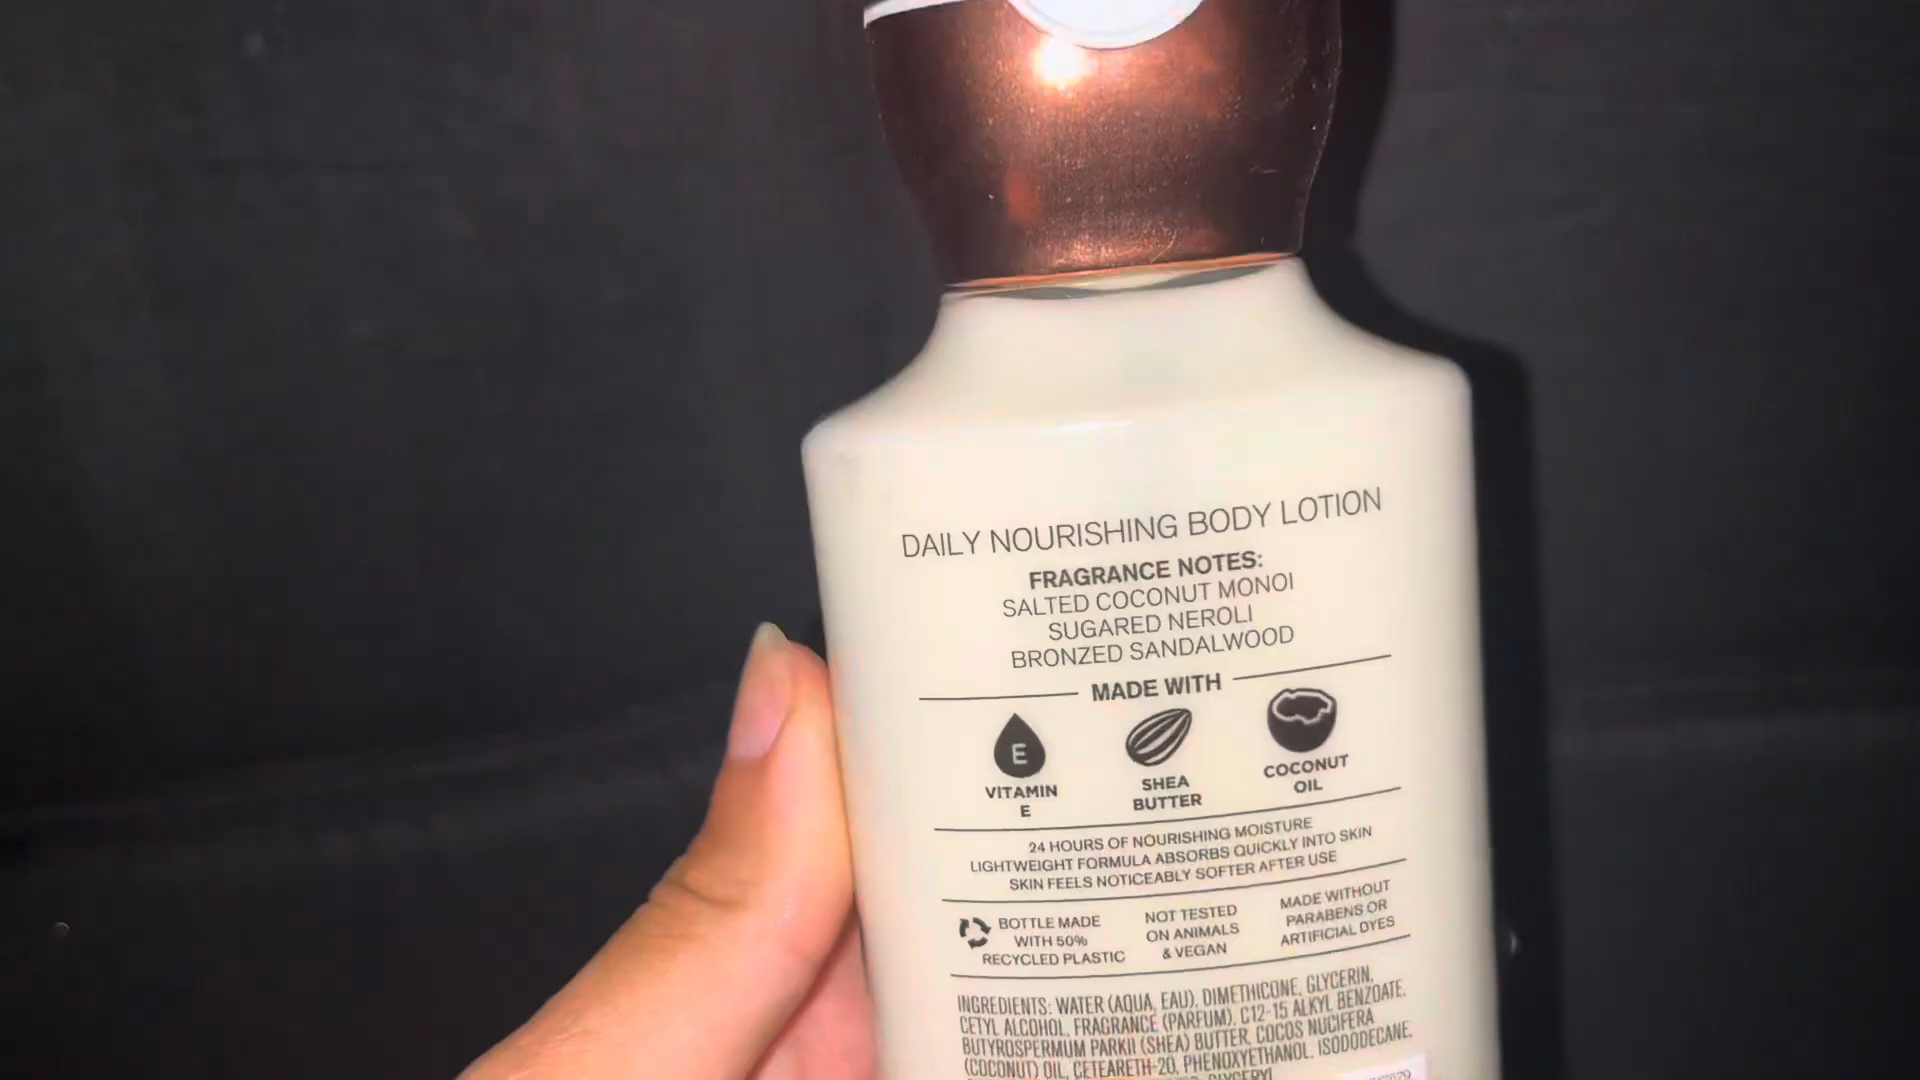 DAILY NOURISHING BODY LOTION
FRAGRANCE NOTES:
SALTED COCONUT MONOI
SUGARED NEROLI
BRONZED SANDALWOOD
MADE WITH
E
VITAMIN
E
SHEA
BUTTER
COCONUT
OIL
24 HOURS OF NOURISHING MOISTURE
LIGHTWEIGHT FORMULA ABSORBS QUICKLY INTO SKIN
SKIN FEELS NOTICEABLY SOFTER AFTER USE
BOTTLE MADE
WITH 50%
RECYCLED PLASTIC
NOT TESTED
ON ANIMALS
& VEGAN
MADE WITHOUT
PARABENS OR
ARTIFICIAL DYES
INGREDIENTS: WATER (AQUA, EAU), DIMETHICONE, GLYCERIN,
CETYL ALCOHOL, FRAGRANCE (PARFUM), C12-15 ALKYL BENZOATE,
BUTYROSPERMUM PARKII (SHEA) BUTTER, COCOS NUCIFERA
(COCONUT) OIL, CETEARETH-20, PHENOXYETHANOL, ISODODECANE,
GLYCERYL